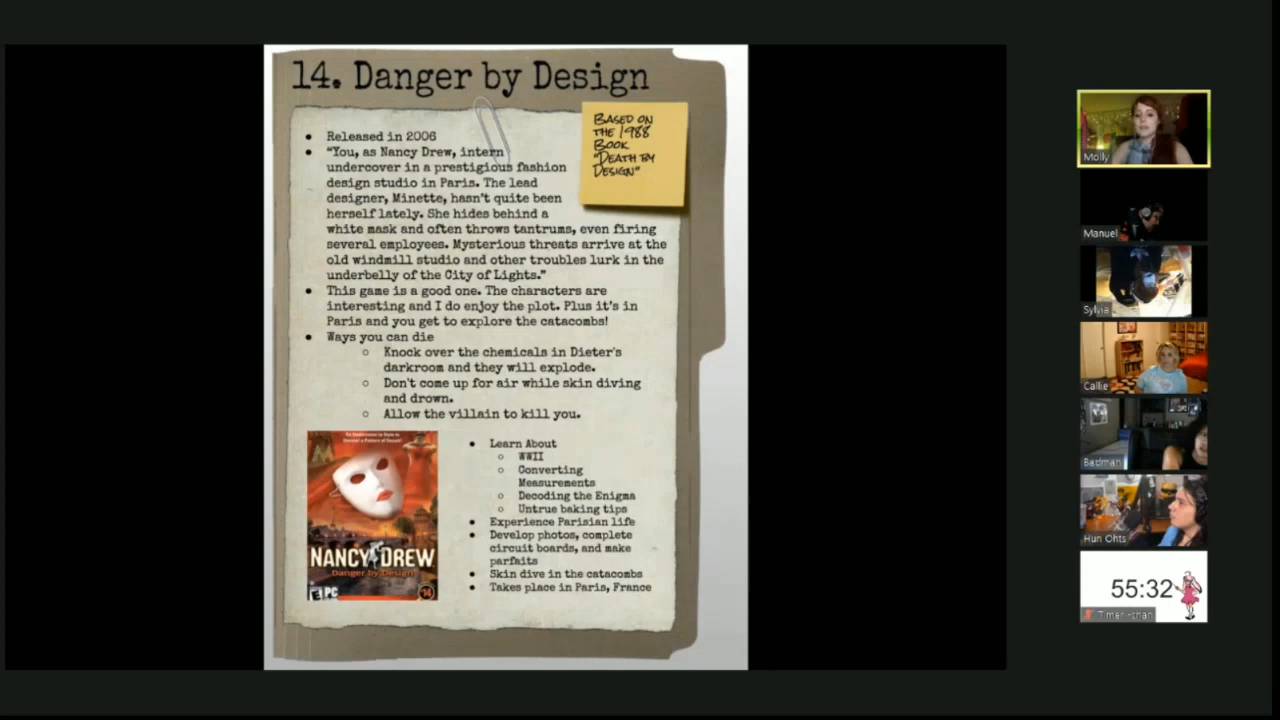 14. Danger by Design
BASED ON
THE 1988
BOOK
"DEATH BY
DESIGN"
Released in 2006
"You, as Nancy Drew, intern
undercover in a prestigious fashion
design studio in Paris. The lead
designer, Minette, hasn't quite been
herself lately. She hides behind a
white mask and often throws tantrums, even firing
several employees. Mysterious threats arrive at the
old windmill studio and other troubles lurk in the
underbelly of the City of Lights."
This game is a good one. The characters are
interesting and I do enjoy the plot. Plus it's in
Paris and you get to explore the catacombs!
Ways you can die
Knock over the chemicals in Dieter's
darkroom and they will explode.
Don't come up for air while skin diving
and drown.
Allow the villain to kill you.
NANCY DREW
Danger by Design
E PC
14
Learn About
WWII
Converting
Measurements
Decoding the Enigma
Untrue baking tips
Experience Parisian life
Develop photos, complete
circuit boards, and make
parfaits
Skin dive in the catacombs
Takes place in Paris, France
Molly
Manuel
Sylvia
Callie
Badman
Hun Ohts
55:32
Timer-chan